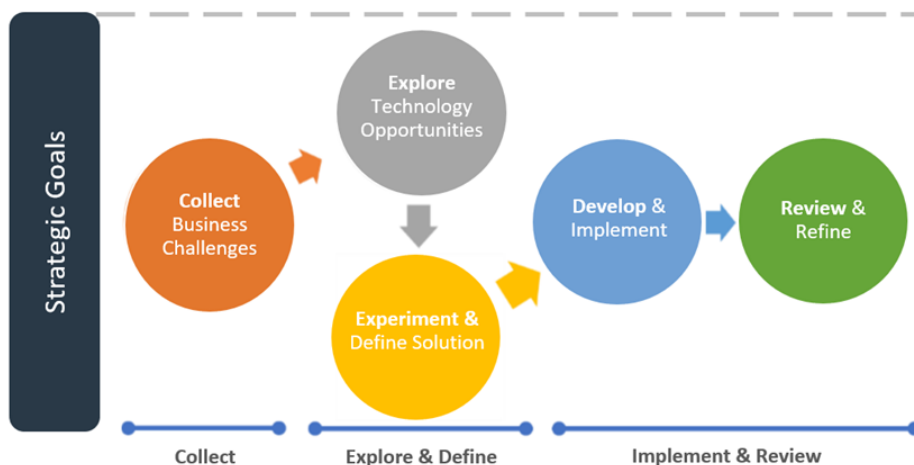 Strategic Goals
Collect
Business
Challenges
Explore
Technology
Opportunities
Experiment &
Define Solution
Develop &
Implement
Review &
Refine
Collect
Explore & Define
Implement & Review